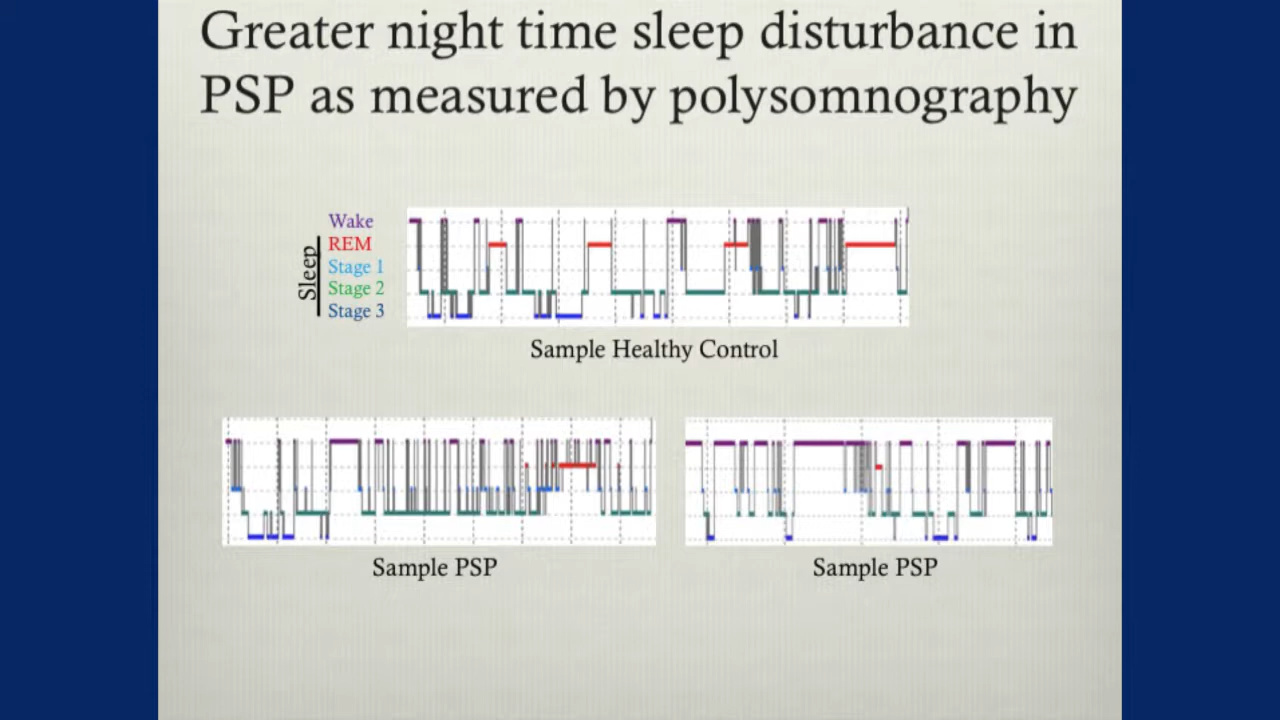 Greater night time sleep disturbance in
PSP as measured by polysomnography
Sleep
Wake
REM
Stage 1
Stage 2
Stage 3
Sample Healthy Control
Sample PSP
Sample PSP